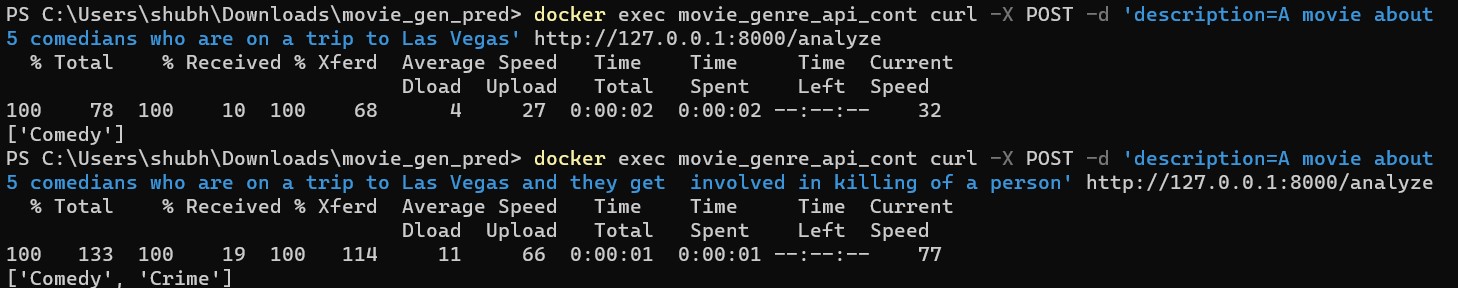 PS C:\Users\shubh\Downloads\movie_gen_pred> docker exec movie_genre_api_cont curl -X POST -d 'description=A movie about
5 comedians who are on a trip to Las Vegas' http://127.0.0.1:8000/analyze
  % Total    % Received % Xferd  Average Speed   Time    Time     Time  Current
                                 Dload  Upload   Total   Spent    Left  Speed
100    78  100    10  100    68      4     27  0:00:02  0:00:02 --:--:--    32
['Comedy']
PS C:\Users\shubh\Downloads\movie_gen_pred> docker exec movie_genre_api_cont curl -X POST -d 'description=A movie about
5 comedians who are on a trip to Las Vegas and they get  involved in killing of a person' http://127.0.0.1:8000/analyze
  % Total    % Received % Xferd  Average Speed   Time    Time     Time  Current
                                 Dload  Upload   Total   Spent    Left  Speed
100   133  100    19  100   114     11     66  0:00:01  0:00:01 --:--:--    77
['Comedy', 'Crime']